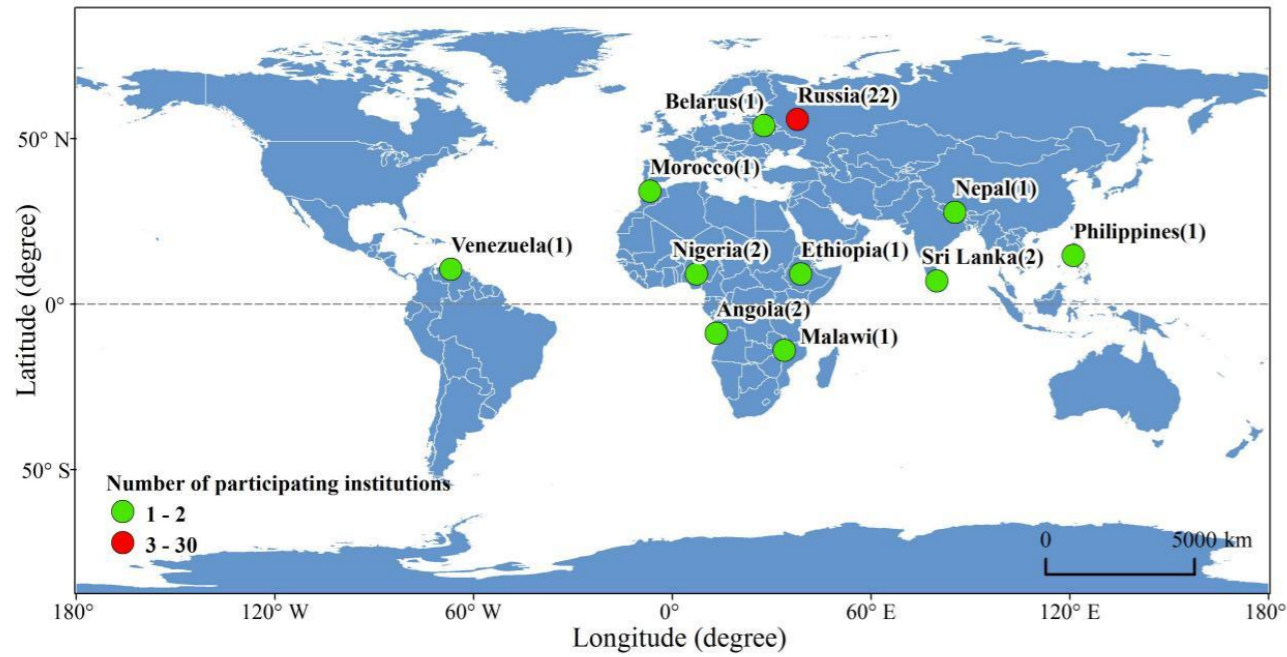 Belarus(1)
Russia(22)
50° N
Morocco(1)
Nepal(1)
Venezuela(1)
Nigeria(2)
Ethiopia(1)
Sri Lanka(2)
Philippines(1)
0°
Angola(2)
Malawi(1)
50° S
Latitude (degree)
Number of participating institutions
1 - 2
3 - 30
0 5000 km
180° 120° W 60° W 0° 60° E 120° E 180°
Longitude (degree)